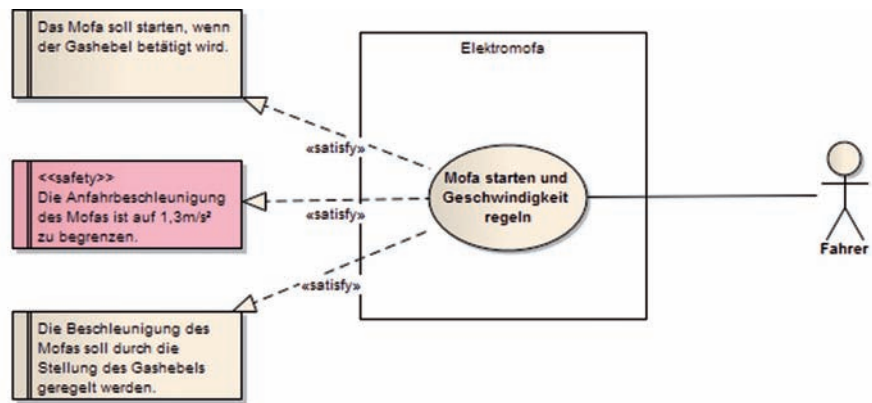 Das Mofa soll starten, wenn
der Gashebel betätigt wird.
Elektromofa
«satisfy»
<<safety>>
Die Anfahrbeschleunigung
des Mofas ist auf 1,3m/s²
zu begrenzen.
«satisfy»
Mofa starten und
Geschwindigkeit
regeln
Fahrer
«satisfy»
Die Beschleunigung des
Mofas soll durch die
Stellung des Gashebels
geregelt werden.